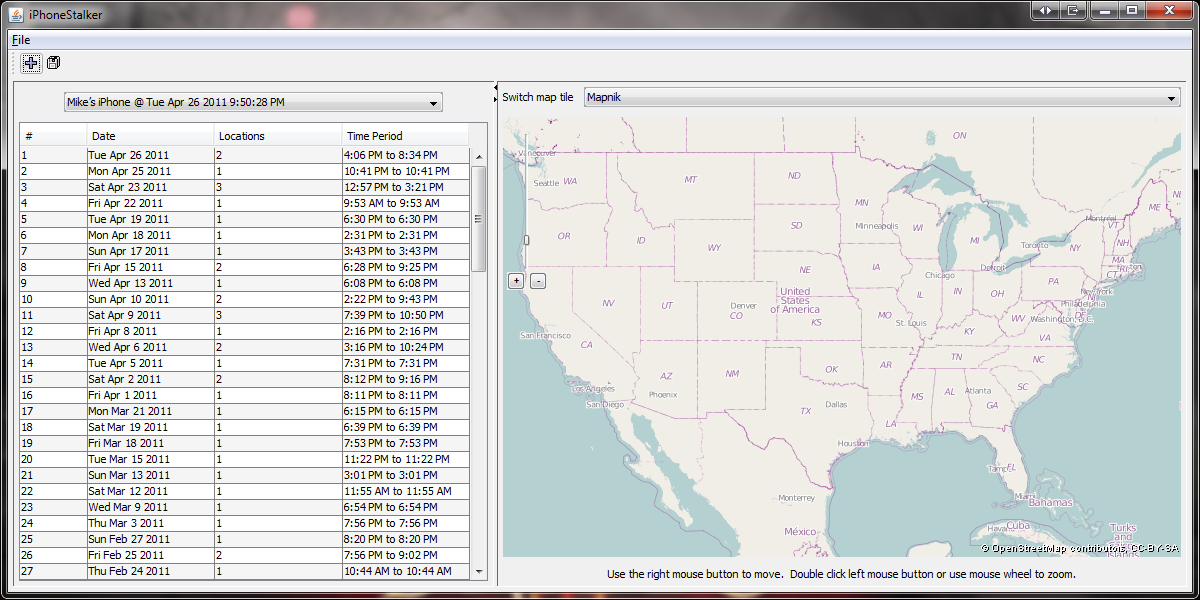 iPhoneStalker
File
Mike's iPhone @ Tue Apr 26 2011 9:50:28 PM
# Date Locations Time Period
1 Tue Apr 26 2011 2 4:06 PM to 8:34 PM
2 Mon Apr 25 2011 1 10:41 PM to 10:41 PM
3 Sat Apr 23 2011 3 12:57 PM to 3:21 PM
4 Fri Apr 22 2011 1 9:53 AM to 9:53 AM
5 Tue Apr 19 2011 1 6:30 PM to 6:30 PM
6 Mon Apr 18 2011 1 2:31 PM to 2:31 PM
7 Sun Apr 17 2011 1 3:43 PM to 3:43 PM
8 Fri Apr 15 2011 2 6:28 PM to 9:25 PM
9 Wed Apr 13 2011 1 6:08 PM to 6:08 PM
10 Sun Apr 10 2011 2 2:22 PM to 9:43 PM
11 Sat Apr 9 2011 3 7:39 PM to 10:50 PM
12 Fri Apr 8 2011 1 2:16 PM to 2:16 PM
13 Wed Apr 6 2011 2 3:16 PM to 10:24 PM
14 Tue Apr 5 2011 1 7:31 PM to 7:31 PM
15 Sat Apr 2 2011 2 8:12 PM to 9:16 PM
16 Fri Apr 1 2011 1 8:11 PM to 8:11 PM
17 Mon Mar 21 2011 1 6:15 PM to 6:15 PM
18 Sat Mar 19 2011 1 6:39 PM to 6:39 PM
19 Fri Mar 18 2011 1 7:53 PM to 7:53 PM
20 Tue Mar 15 2011 1 11:22 PM to 11:22 PM
21 Sun Mar 13 2011 1 3:01 PM to 3:01 PM
22 Sat Mar 12 2011 1 11:55 AM to 11:55 AM
23 Wed Mar 9 2011 1 6:54 PM to 6:54 PM
24 Thu Mar 3 2011 1 7:56 PM to 7:56 PM
25 Sun Feb 27 2011 1 8:20 PM to 8:20 PM
26 Fri Feb 25 2011 2 7:56 PM to 9:02 PM
27 Thu Feb 24 2011 1 10:44 AM to 10:44 AM
Switch map tile Mapnik
ON
Vancouver
Seattle WA MT ND
ME
MN
Montréal
VT
OR ID WY SD Minneapolis WI MI Toronto NY NH
MA
CT RI
Chicago Detroit
+ - NE IA IL IN OH PA New York
Philadelphia
NJ
DE
NV UT Denver
CO
United
States
of America
KS MO St. Louis KY WV Washington, D.C.
VA
San Francisco
CA
TN NC
AZ NM OK AR
Los Angeles
San Diego
Phoenix
MS AL Atlanta
GA SC
TX Dallas
LA
Houston
Tampa FL
Monterrey
Miami
Bahamas
México
Havana Cuba
Turks
and
Islands
© OpenStreetMap contributors, CC-BY-SA
Use the right mouse button to move. Double click left mouse button or use mouse wheel to zoom.